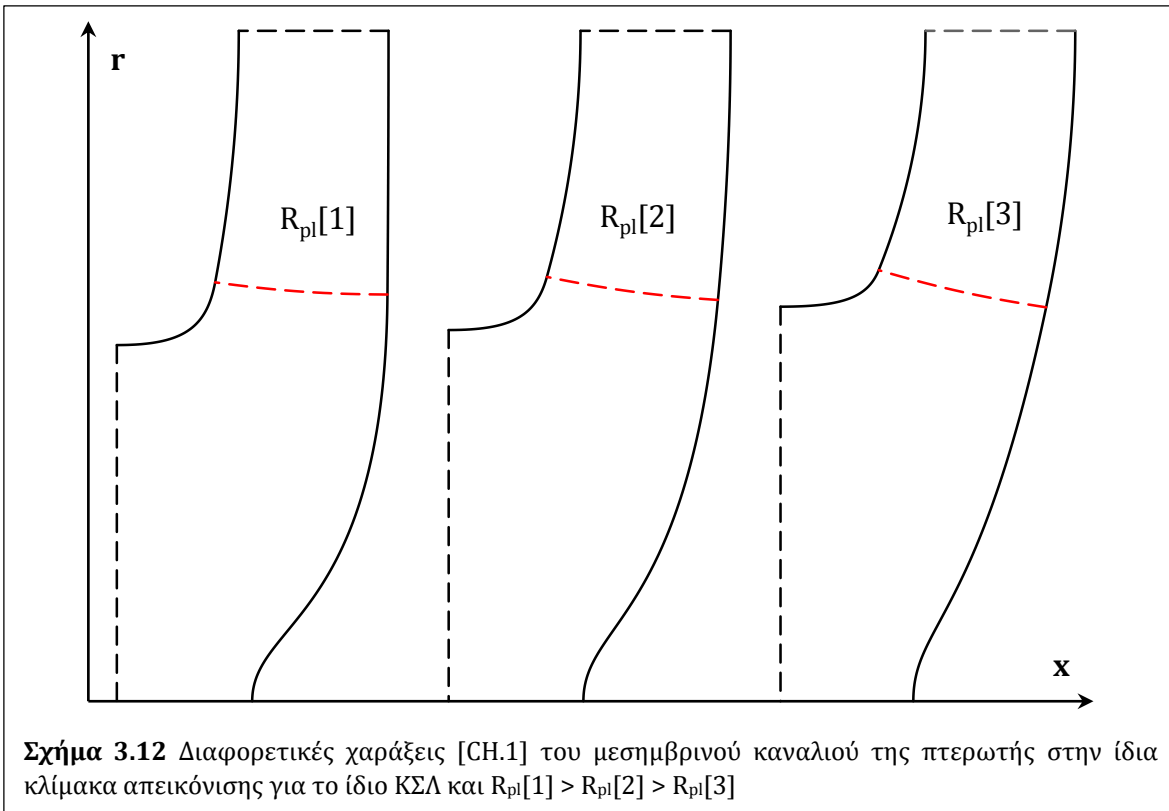 r
R_pl[1]
R_pl[2]
R_pl[3]
x
Σχήμα 3.12 Διαφορετικές χαράξεις [CH.1] του μεσημβρινού καναλιού της πτερωτής στην ίδια
κλίμακα απεικόνισης για το ίδιο ΚΣΛ και R_pl[1] > R_pl[2] > R_pl[3]